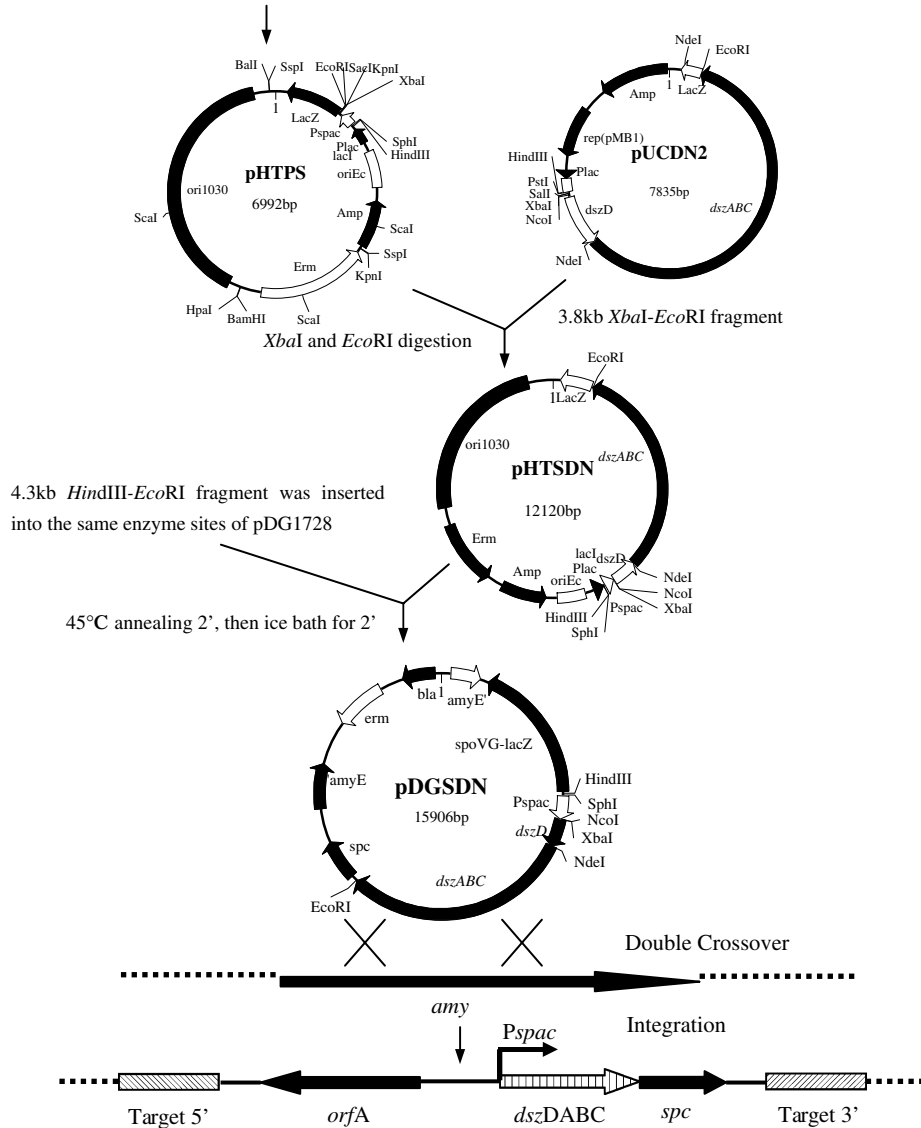 BalI
SspI
EcoRI
SacI
KpnI
XbaI
1
LacZ
Pspac
Plac
lacI
SphI
HindIII
oriEc
pHTPS
6992bp
ori1030
ScaI
Amp
ScaI
SspI
KpnI
Erm
HpaI
BamHI
ScaI
NdeI
EcoRI
1
LacZ
Amp
rep(pMB1)
pUCDN2
7835bp
HindIII
Plac
PstI
SalI
XbaI
NcoI
dszD
dszABC
NdeI
XbaI and EcoRI digestion
3.8kb XbaI-EcoRI fragment
EcoRI
1
LacZ
ori1030
dszABC
pHTSDN
12120bp
Erm
Amp
oriEc
lacI
dszD
Plac
NdeI
NcoI
XbaI
Pspac
HindIII
SphI
4.3kb HindIII-EcoRI fragment was inserted
into the same enzyme sites of pDG1728
45°C annealing 2’, then ice bath for 2’
bla
1
amyE'
erm
spoVG-lacZ
amyE
pDGSDN
15906bp
HindIII
SphI
Pspac
NcoI
XbaI
dszD
NdeI
spc
dszABC
EcoRI
Double Crossover
amy
Integration
Pspac
Target 5’
orfA
dszDABC
spc
Target 3’